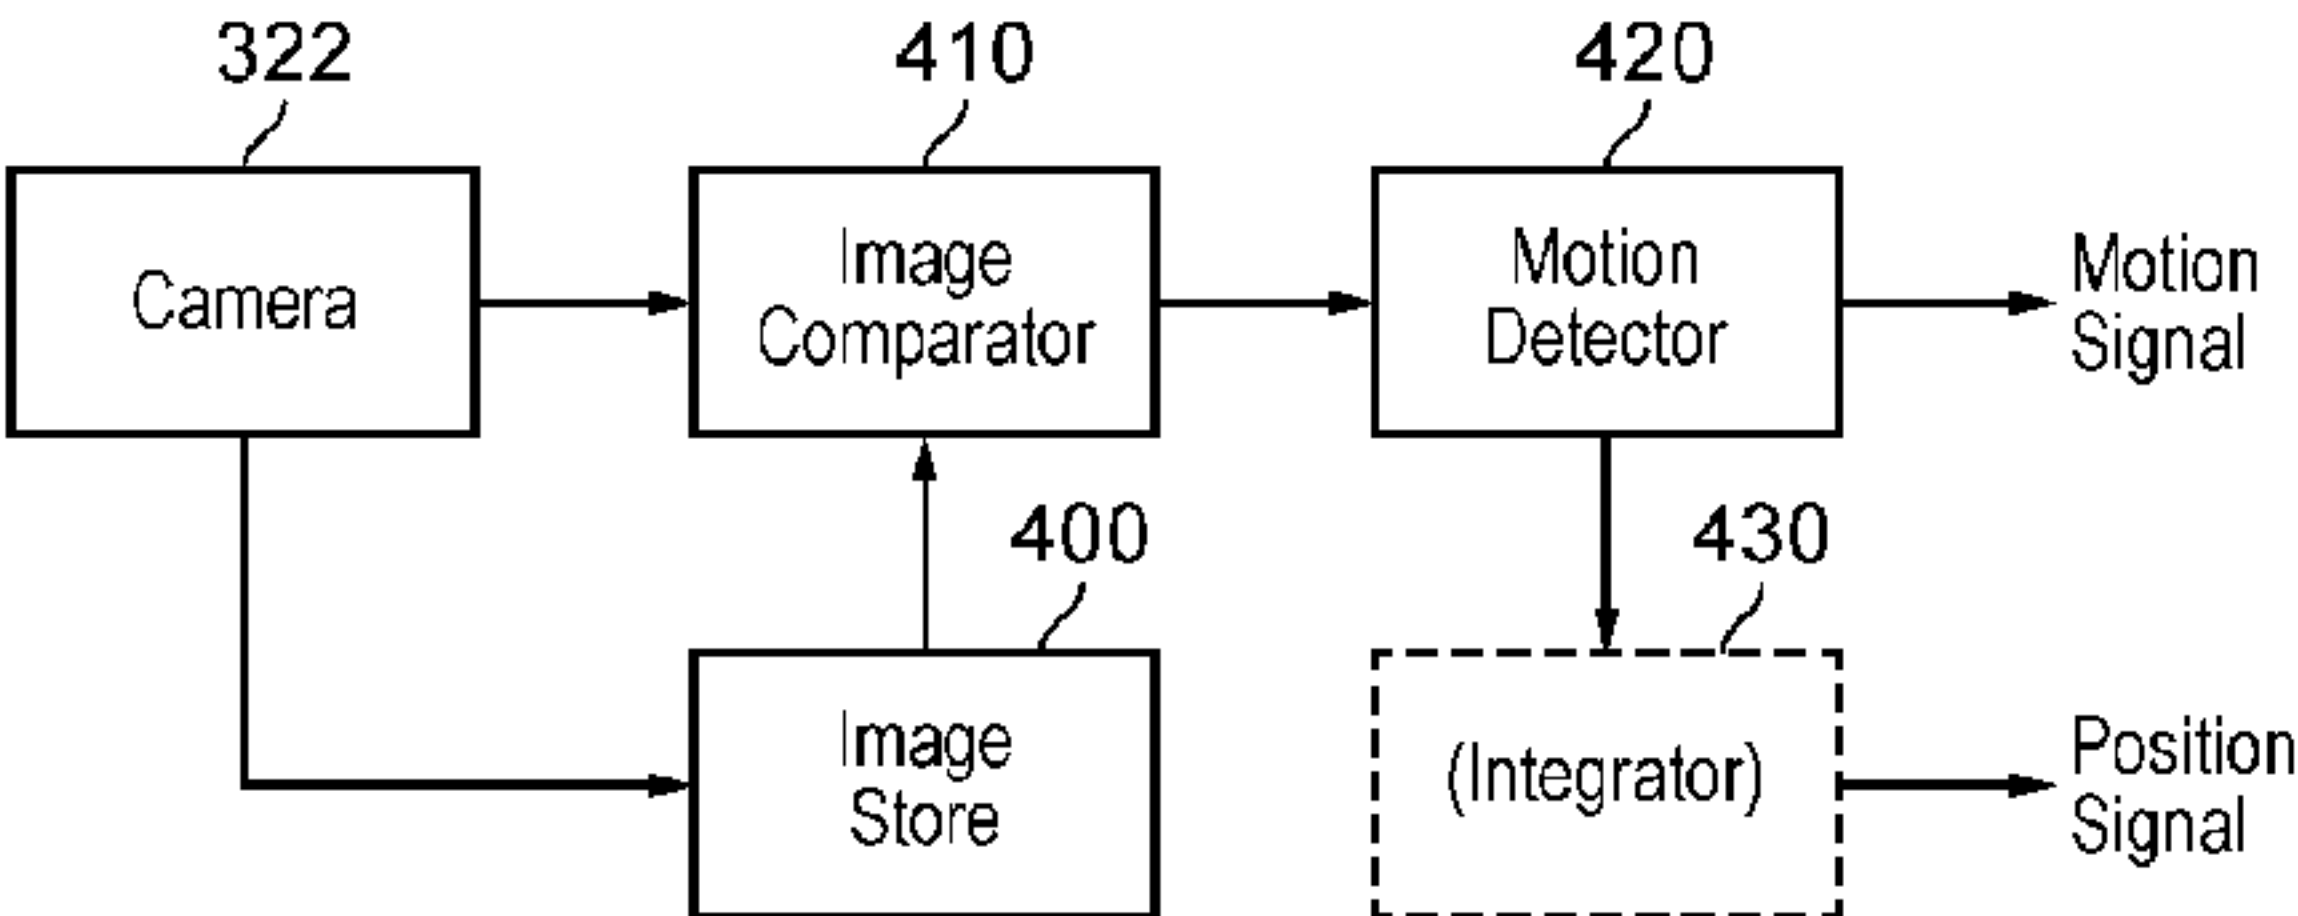 322
410
420
Camera
Image
Comparator
Motion
Detector
Motion
Signal
400
430
Image
Store
(Integrator)
Position
Signal